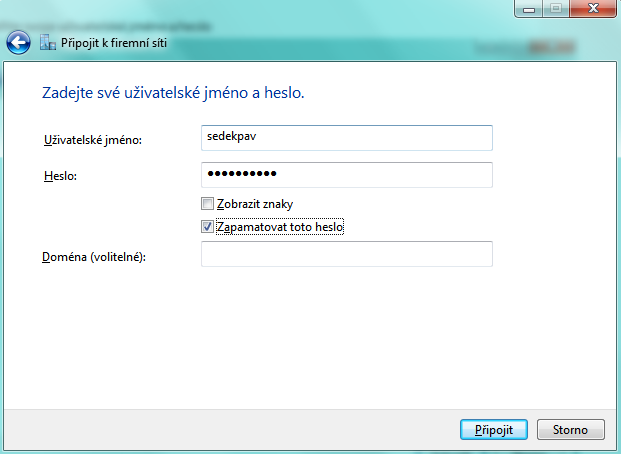 Připojit k firemní síti
Zadejte své uživatelské jméno a heslo.
Uživatelské jméno: sedekpav
Heslo: ●●●●●●●●●●
Zobrazit znaky
Zapamatovat toto heslo
Doména (volitelné):
Připojit Storno